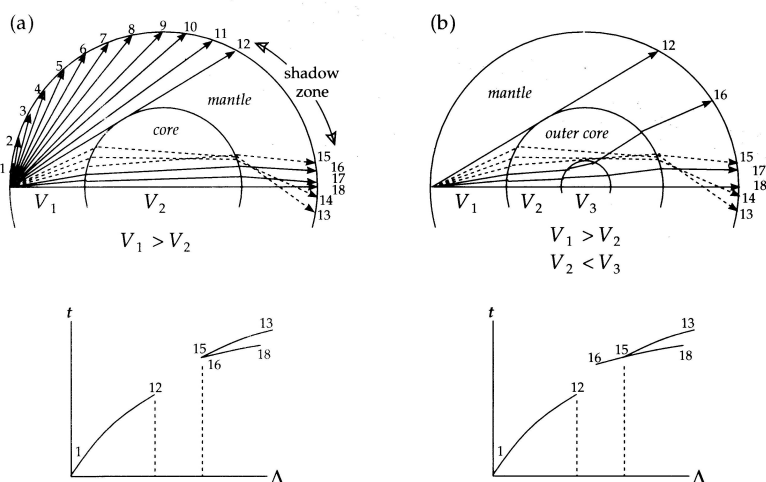 (a)
1
2
3
4
5
6
7
8
9
10
11
12
shadow
zone
mantle
core
15
16
17
18
14
13
V₁
V₂
V₁ > V₂
(b)
12
16
mantle
outer core
15
17
18
14
13
V₁
V₂
V₃
V₁ > V₂
V₂ < V₃
t
1
12
15
16
13
18
Δ
t
1
12
16
15
13
18
Δ